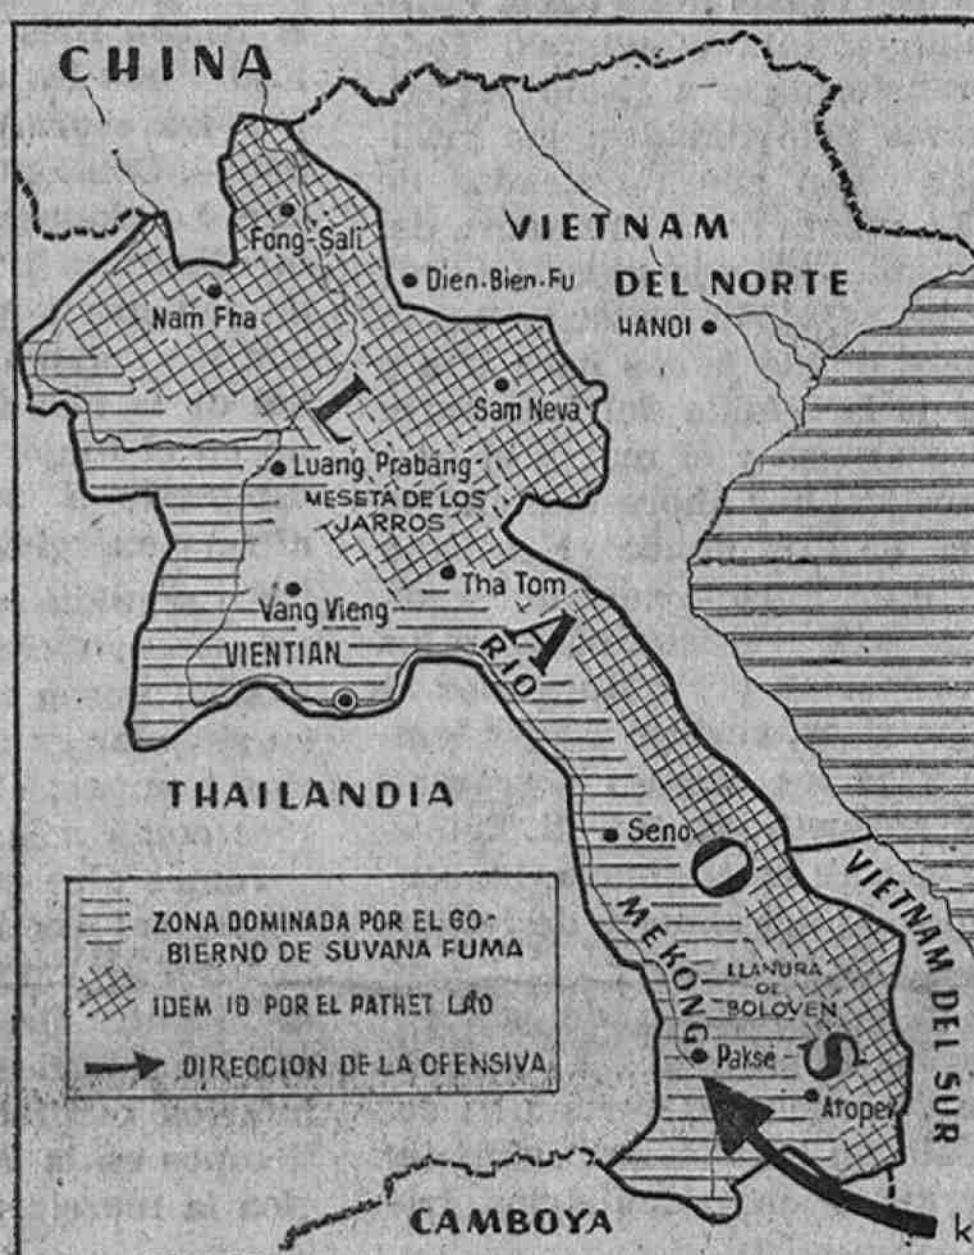 CHINA
Fong-Sali
VIETNAM
DEL NORTE
Dien-Bien-Fu
HANOI
Nam Fha
Sam Neva
L
Luang Prabang
MESETA DE LOS
JARROS
Tha Tom
Vang Vieng
VIENTIAN
A
RIO
THAILANDIA
Seno
O
VIETNAM DEL SUR
MEKONG
LLANURA
DE
BOLOVEN
Pakse
S
Atopei
ZONA DOMINADA POR EL GO-
BIERNO DE SUVANA FUMA
IDEM ID POR EL PATHET LAO
DIRECCION DE LA OFENSIVA
CAMBOYA
k